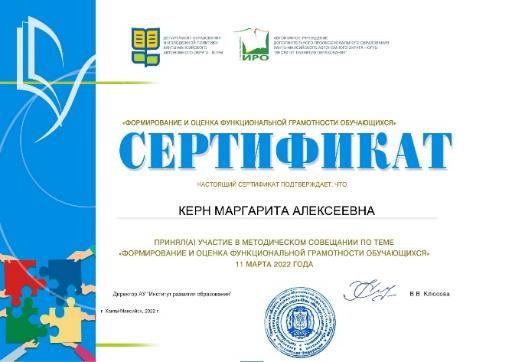 ДЕПАРТАМЕНТ ОБРАЗОВАНИЯ
И МОЛОДЕЖНОЙ ПОЛИТИКИ
ХАНТЫ-МАНСИЙСКОГО
АВТОНОМНОГО ОКРУГА - ЮГРЫ
ИРО
АВТОНОМНОЕ УЧРЕЖДЕНИЕ
ДОПОЛНИТЕЛЬНОГО ПРОФЕССИОНАЛЬНОГО ОБРАЗОВАНИЯ
ХАНТЫ-МАНСИЙСКОГО АВТОНОМНОГО ОКРУГА - ЮГРЫ
"ИНСТИТУТ РАЗВИТИЯ ОБРАЗОВАНИЯ"
«ФОРМИРОВАНИЕ И ОЦЕНКА ФУНКЦИОНАЛЬНОЙ ГРАМОТНОСТИ ОБУЧАЮЩИХСЯ»
СЕРТИФИКАТ
НАСТОЯЩИЙ СЕРТИФИКАТ ПОДТВЕРЖДАЕТ, ЧТО
КЕРН МАРГАРИТА АЛЕКСЕЕВНА
ПРИНЯЛ(А) УЧАСТИЕ В МЕТОДИЧЕСКОМ СОВЕЩАНИИ ПО ТЕМЕ
«ФОРМИРОВАНИЕ И ОЦЕНКА ФУНКЦИОНАЛЬНОЙ ГРАМОТНОСТИ ОБУЧАЮЩИХСЯ»
11 МАРТА 2022 ГОДА
Директор АУ "Институт развития образования"
В.В. Клюсова
г. Ханты-Мансийск, 2022 г.